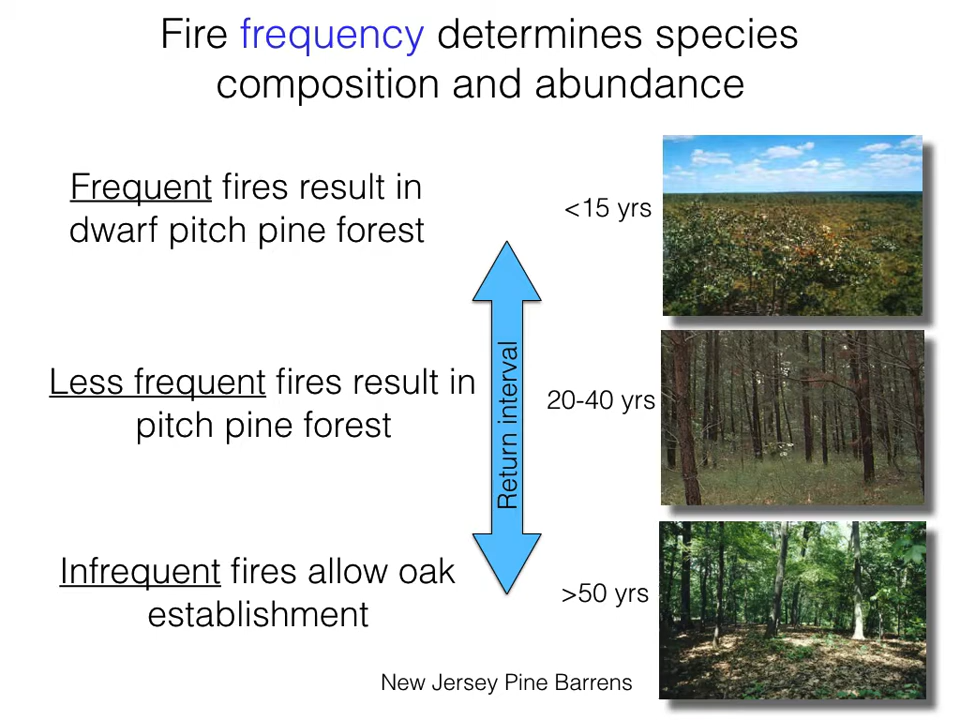 Fire frequency determines species
composition and abundance
Frequent fires result in
dwarf pitch pine forest
<15 yrs
Less frequent fires result in
pitch pine forest
Return interval
20-40 yrs
Infrequent fires allow oak
establishment
>50 yrs
New Jersey Pine Barrens